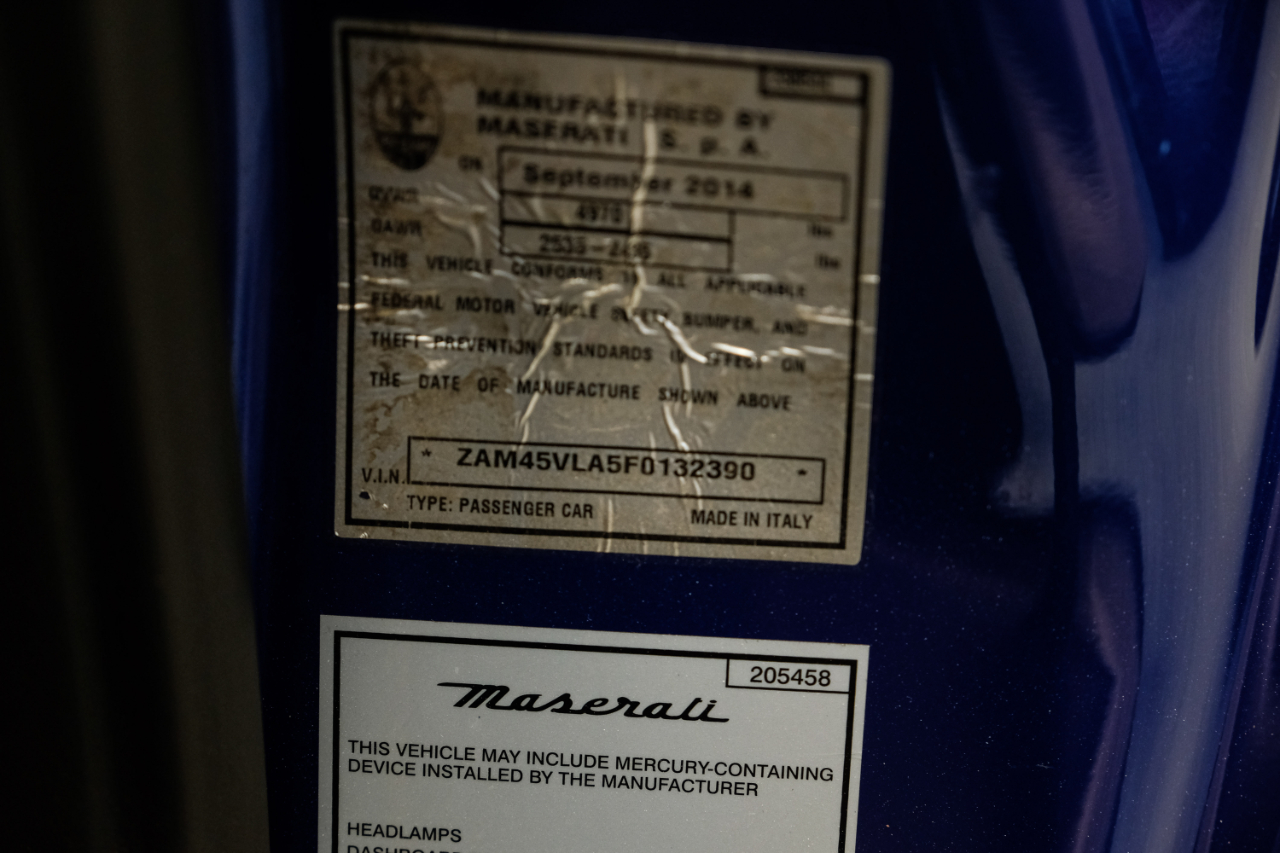 MANUFACTURED BY
MASERATI S. p. A.
ON September 2014
GVWR 4970 lbs
GAWR lbs
THIS VEHICLE CONFORMS TO ALL APPLICABLE
FEDERAL MOTOR VEHICLE SAFETY, BUMPER, AND
THEFT PREVENTION STANDARDS IN EFFECT ON
THE DATE OF MANUFACTURE SHOWN ABOVE
V.I.N. * ZAM45VLA5F0132390 *
TYPE: PASSENGER CAR MADE IN ITALY
205458
Maserati
THIS VEHICLE MAY INCLUDE MERCURY-CONTAINING
DEVICE INSTALLED BY THE MANUFACTURER
HEADLAMPS